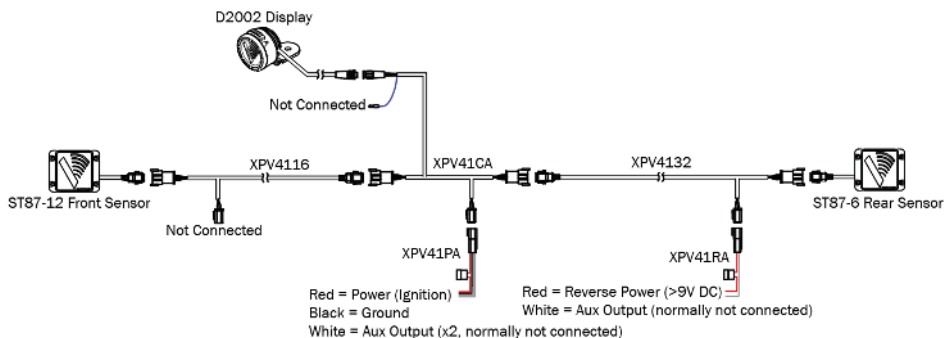 D2002 Display
Not Connected
XPV4116
XPV41CA
XPV4132
ST87-12 Front Sensor
ST87-6 Rear Sensor
Not Connected
XPV41PA
XPV41RA
Red = Power (Ignition)
Black = Ground
White = Aux Output (x2, normally not connected)
Red = Reverse Power (>9V DC)
White = Aux Output (normally not connected)